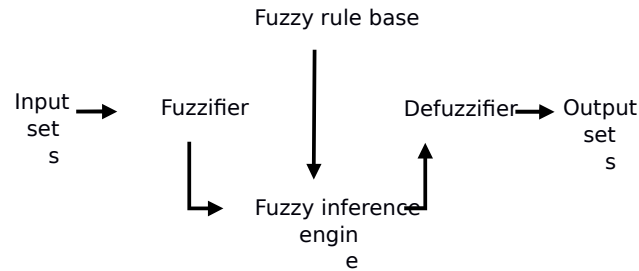 Fuzzy rule base
Input
set
s
Fuzzifier
Defuzzifier
Output
set
s
Fuzzy inference
engin
e